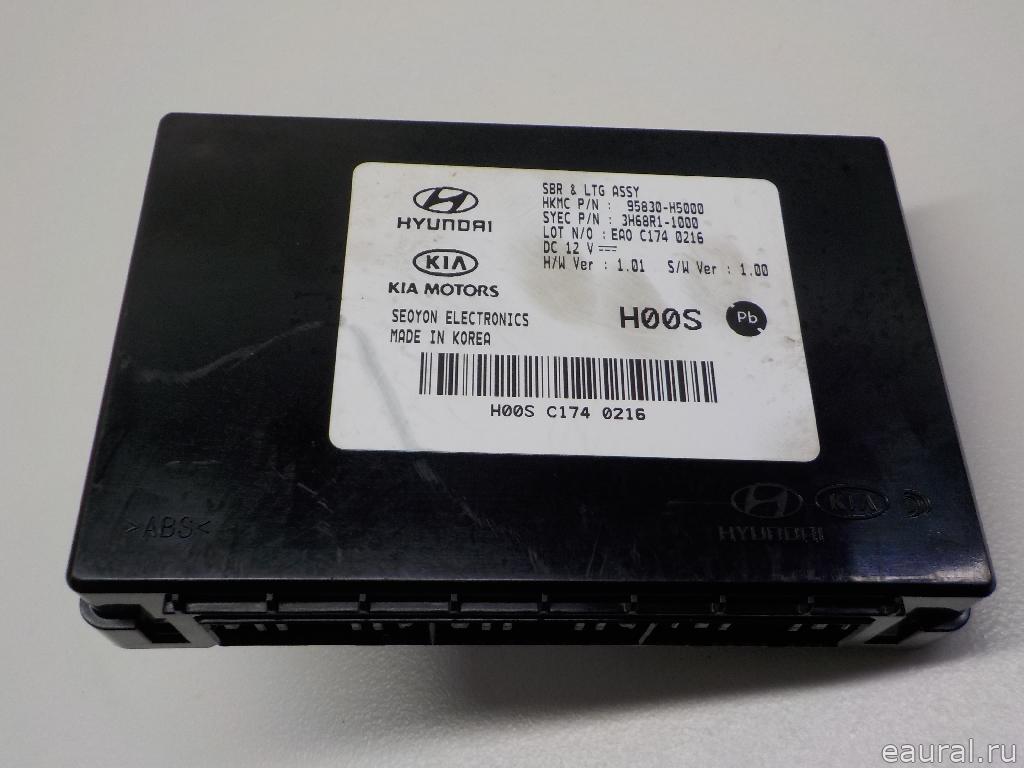 HYUNDAI
KIA
KIA MOTORS
SEOYON ELECTRONICS
MADE IN KOREA
SBR & LTG ASSY
HKMC P/N : 95830-H5000
SYEC P/N : 3H68R1-1000
LOT N/O : EAO C174 0216
DC 12 V
H/W Ver : 1.01 S/W Ver : 1.00
H00S
Pb
H00S C174 0216
>ABS<
KIA
HYUNDAI
eaural.ru